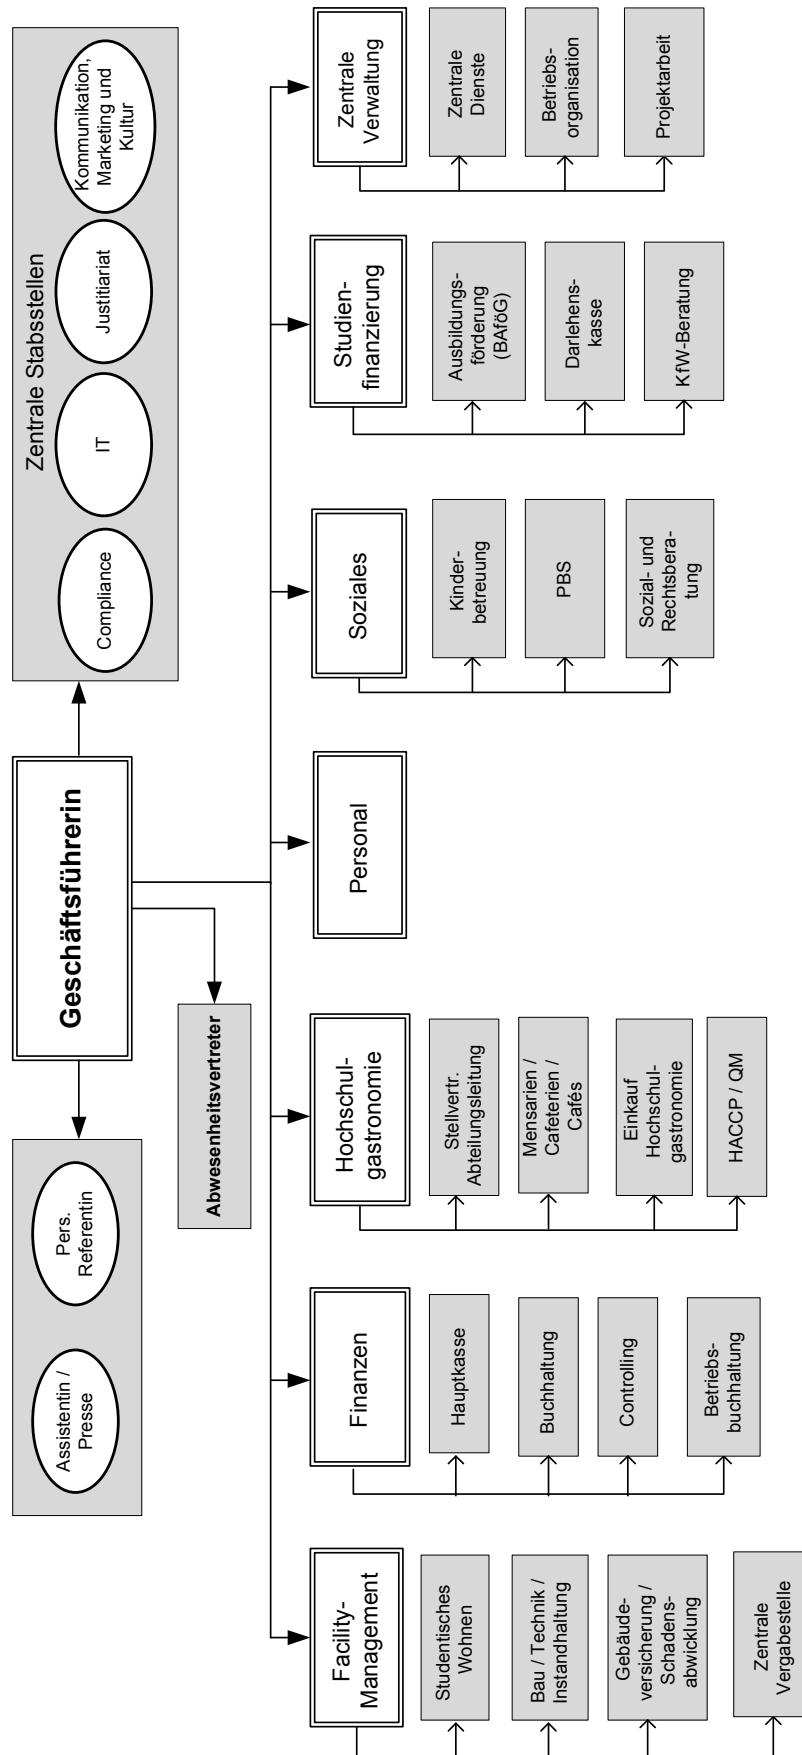 Geschäftsführerin
Assistentin /
Presse
Pers.
Referentin
Zentrale Stabsstellen
Compliance
IT
Justitiariat
Kommunikation,
Marketing und
Kultur
Abwesenheitsvertreter
Facility-
Management
Studentisches
Wohnen
Bau / Technik /
Instandhaltung
Gebäude-
versicherung /
Schadens-
abwicklung
Zentrale
Vergabestelle
Finanzen
Hauptkasse
Buchhaltung
Controlling
Betriebs-
buchhaltung
Hochschul-
gastronomie
Stellvertr.
Abteilungsleitung
Mensarien /
Cafeterien /
Cafés
Einkauf
Hochschul-
gastronomie
HACCP / QM
Personal
Soziales
Kinder-
betreuung
PBS
Sozial- und
Rechtsbera-
tung
Studien-
finanzierung
Ausbildungs-
förderung
(BAföG)
Darlehens-
kasse
KfW-Beratung
Zentrale
Verwaltung
Zentrale
Dienste
Betriebs-
organisation
Projektarbeit